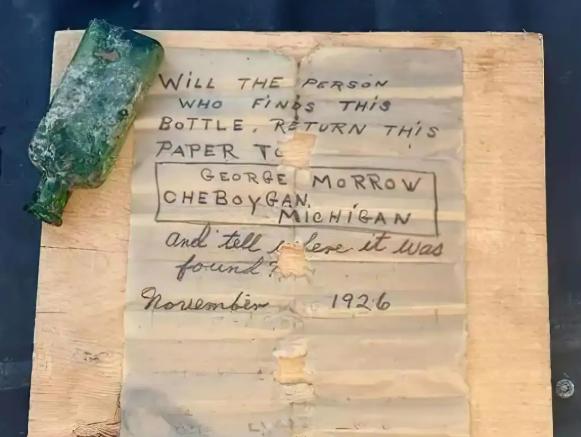 WILL THE PERSON
WHO FINDS THIS
BOTTLE, RETURN THIS
PAPER TO
GEORGE MORROW
CHEBOYGAN,
MICHIGAN
and tell where it was
found?
November 1926